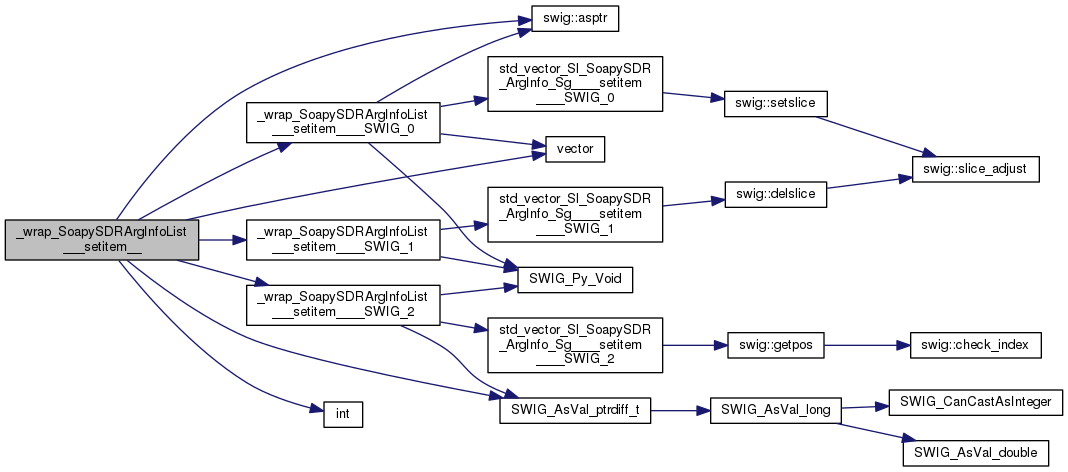 swig::asptr
std_vector_Sl_SoapySDR
_ArgInfo_Sg____setitem
____SWIG_0
swig::setslice
_wrap_SoapySDRArgInfoList
___setitem____SWIG_0
vector
swig::slice_adjust
std_vector_Sl_SoapySDR
_ArgInfo_Sg____setitem
____SWIG_1
swig::delslice
_wrap_SoapySDRArgInfoList
___setitem__
_wrap_SoapySDRArgInfoList
___setitem____SWIG_1
SWIG_Py_Void
_wrap_SoapySDRArgInfoList
___setitem____SWIG_2
std_vector_Sl_SoapySDR
_ArgInfo_Sg____setitem
____SWIG_2
swig::getpos
swig::check_index
int
SWIG_AsVal_ptrdiff_t
SWIG_AsVal_long
SWIG_CanCastAsInteger
SWIG_AsVal_double